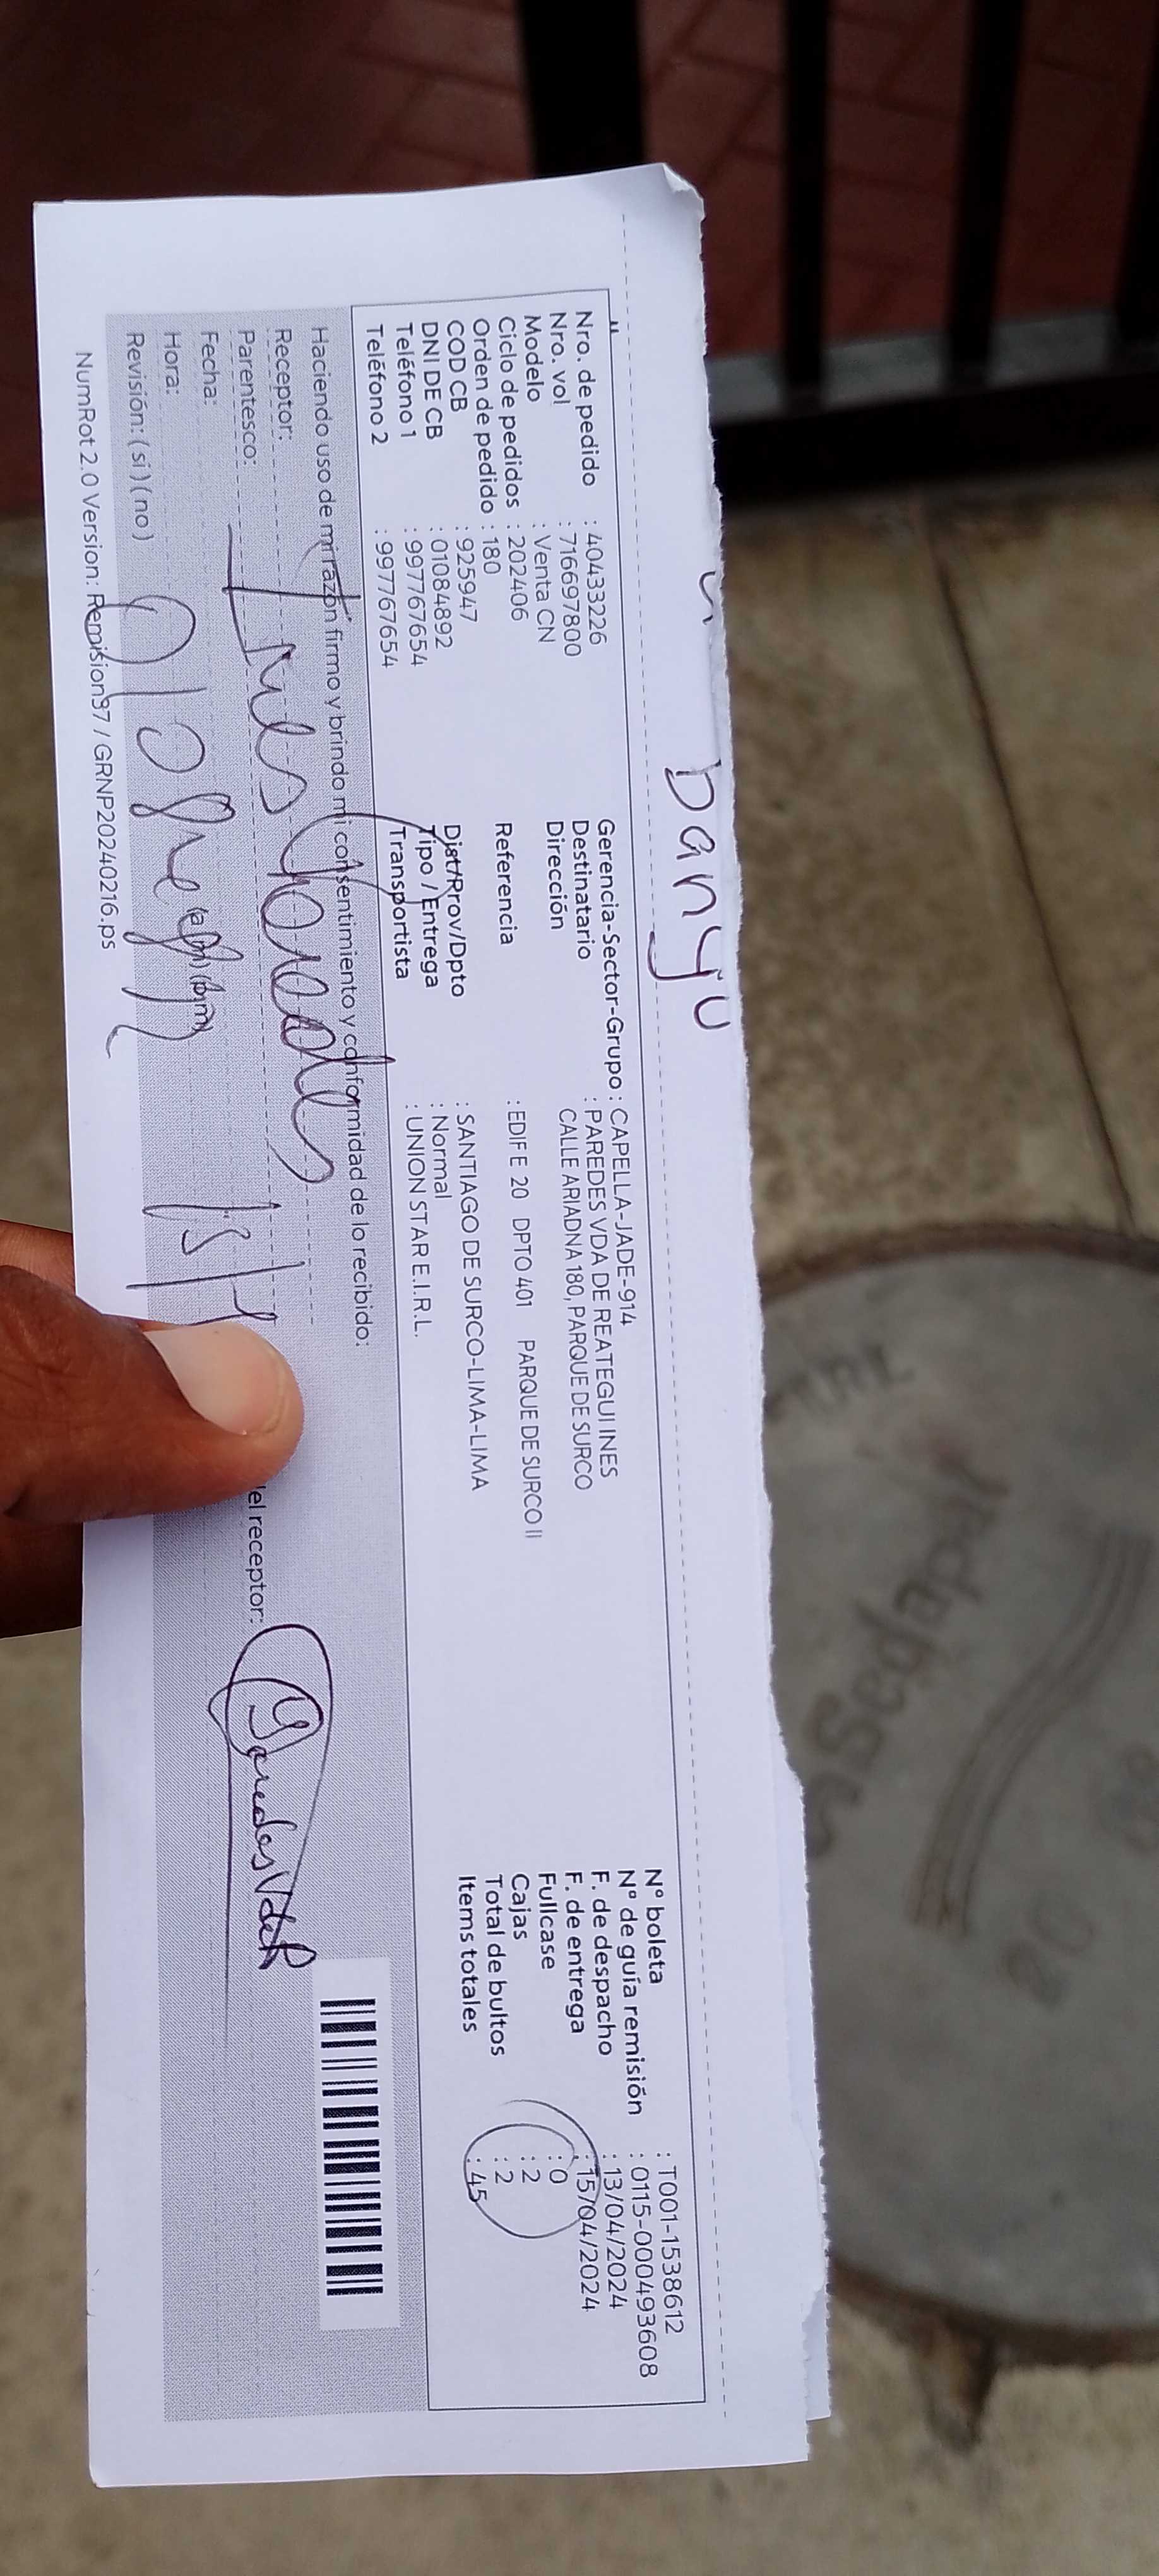 Danyu
Nro. de pedido : 40433226
Nro. vol : 716697800
Modelo : Venta CN
Ciclo de pedidos : 202406
Orden de pedido : 180
COD CB : 925947
DNI DE CB : 01084892
Teléfono 1 : 997767654
Teléfono 2 : 997767654
Gerencia-Sector-Grupo : CAPELLA-JADE-914
Destinatario : PAREDES VDA DE REATEGUI INES
Dirección CALLE ARIADNA 180, PARQUE DE SURCO
Referencia : EDIF E 20 DPTO 401 PARQUE DE SURCO II
Dist/Prov/Dpto : SANTIAGO DE SURCO-LIMA-LIMA
Tipo / Entrega : Normal
Transportista : UNION STAR E.I.R.L.
N° boleta : T001-1538612
N° de guía remisión : 0115-000493608
F. de despacho : 13/04/2024
F. de entrega : 15/04/2024
Fullcase : 0
Cajas : 2
Total de bultos : 2
Items totales : 45
Haciendo uso de mi razón firmo y brindo mi consentimiento y conformidad de lo recibido:
Receptor: Ines Paredes
Parentesco:
Fecha:
Hora: (am) (pm)
Revisión: (si) (no)
el receptor:
NumRot 2.0 Version: Remision97 / GRNP20240216.ps